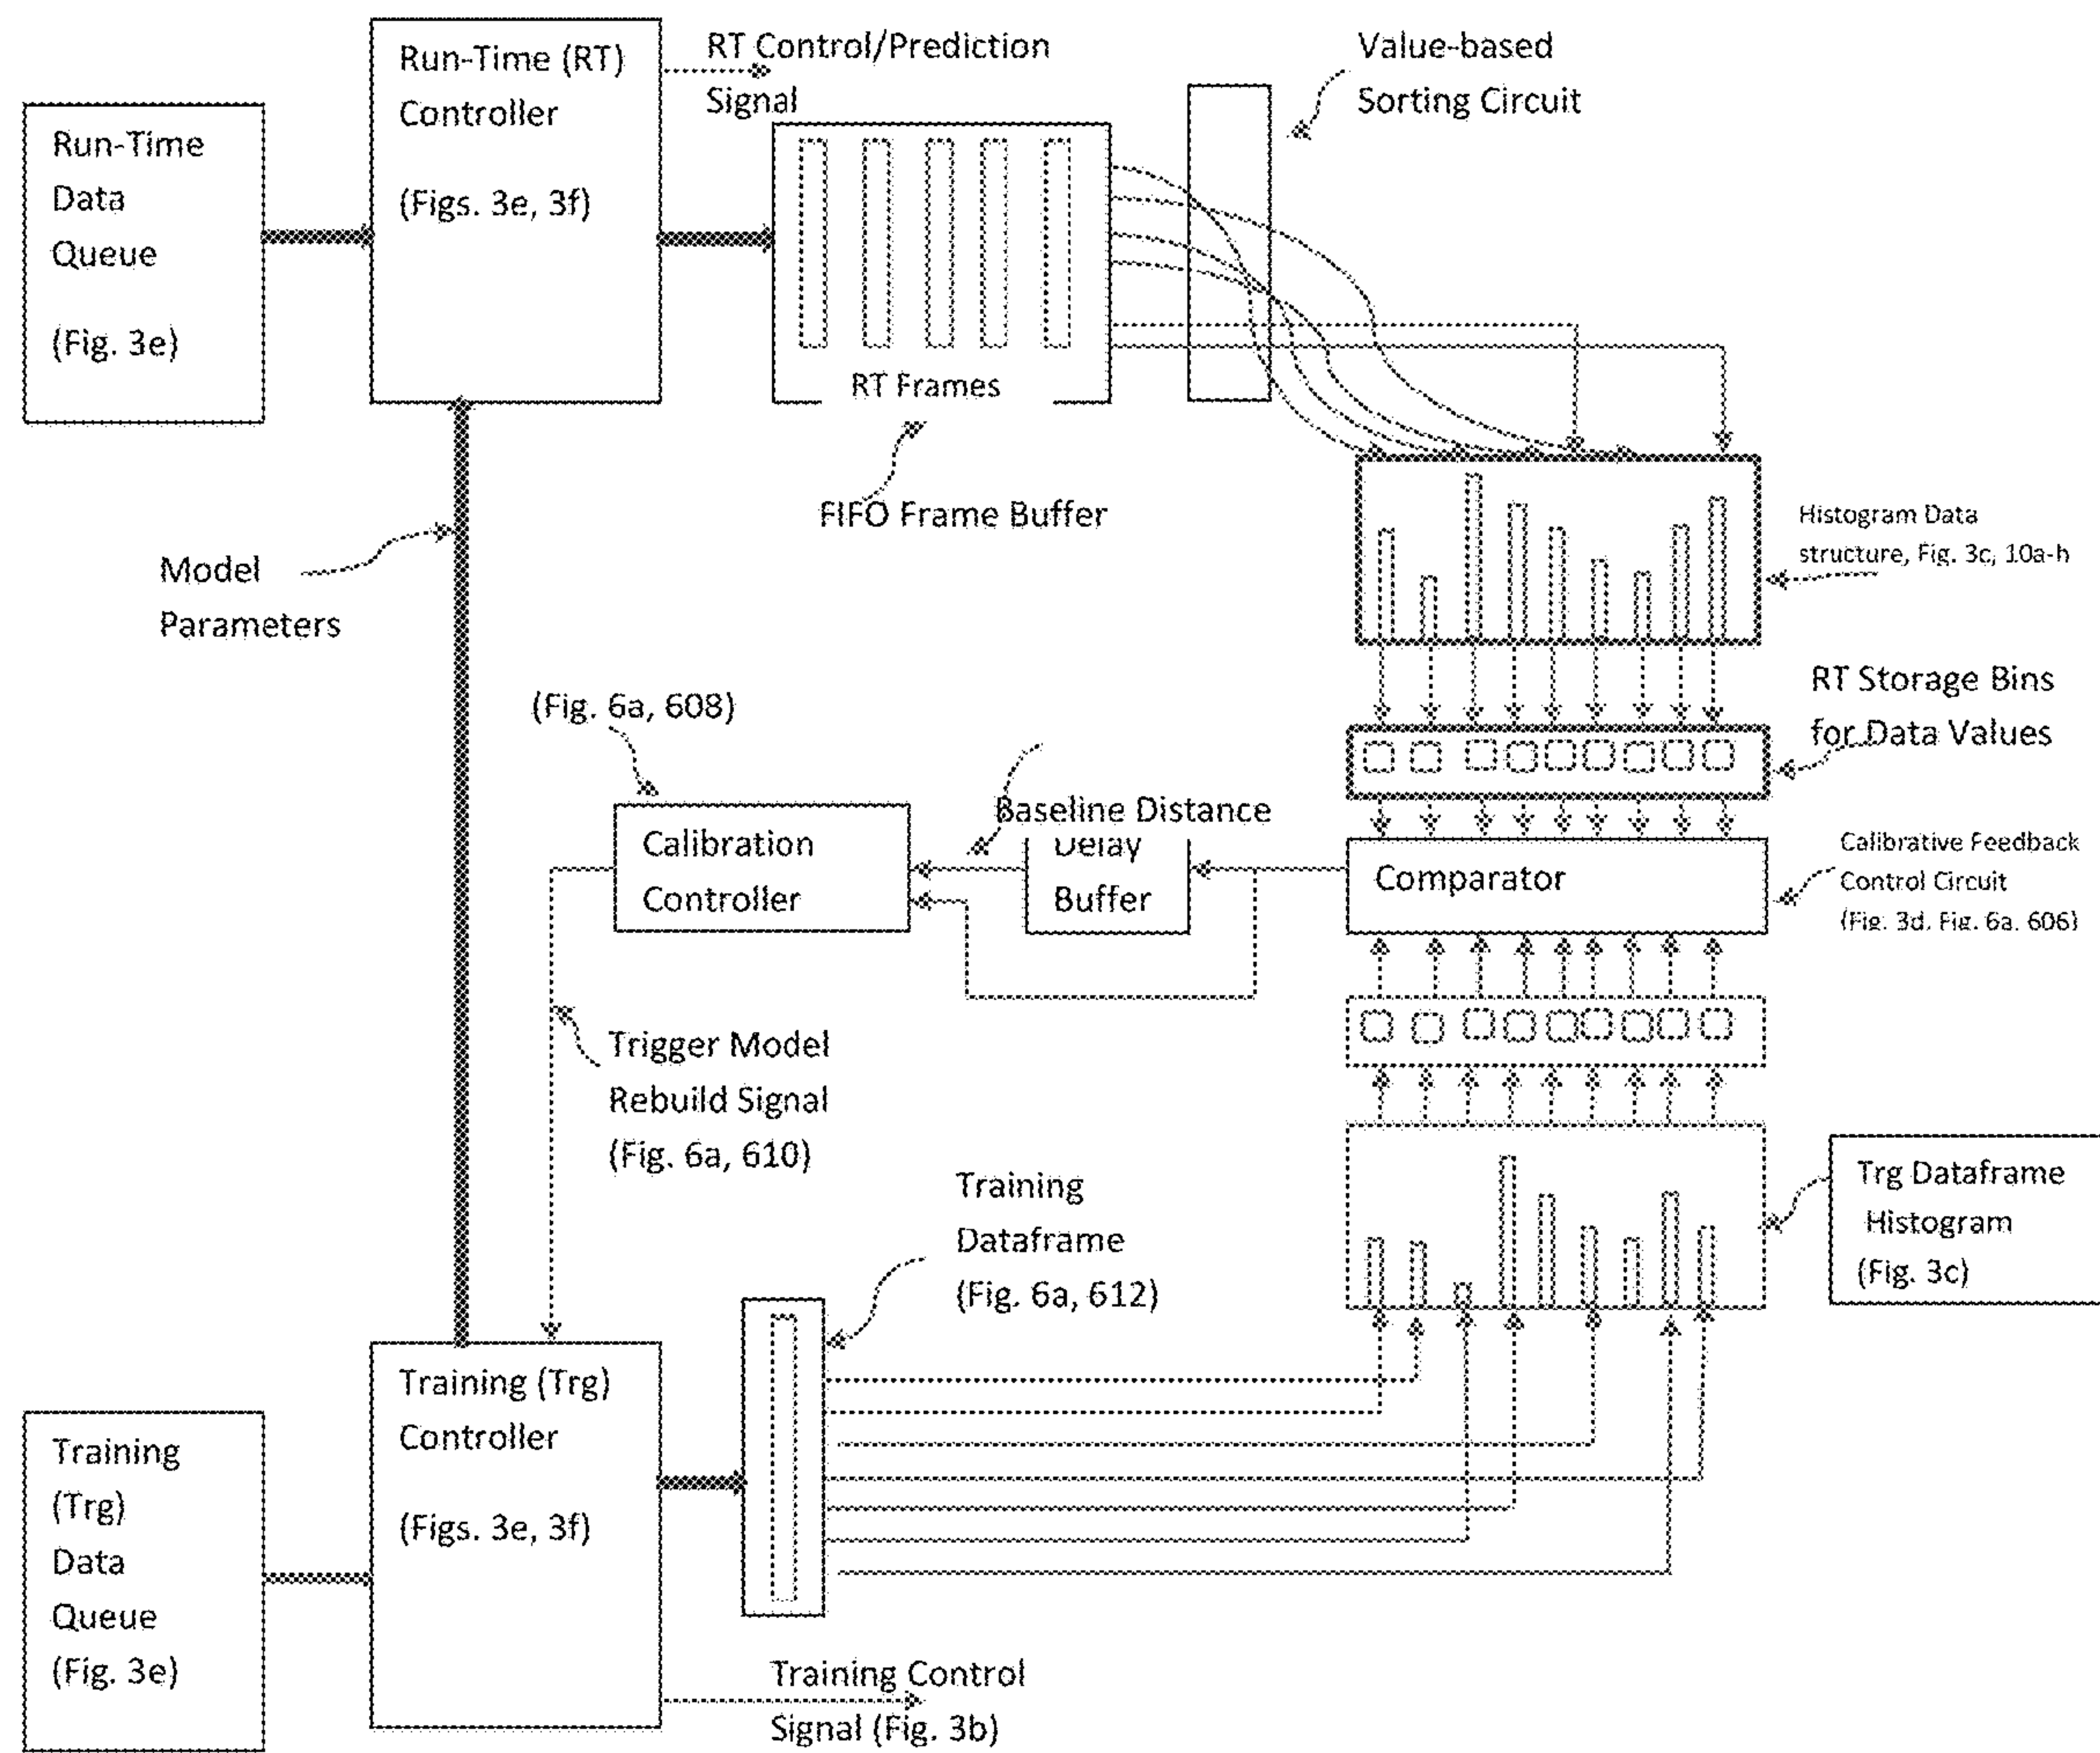 Run-Time (RT)
Controller
(Figs. 3e, 3f)
RT Control/Prediction
Signal
Value-based
Sorting Circuit
Run-Time
Data
Queue
(Fig. 3e)
RT Frames
FIFO Frame Buffer
Histogram Data
structure, Fig. 3c, 10a-h
Model
Parameters
RT Storage Bins
for Data Values
(Fig. 6a, 608)
Baseline Distance
Calibration
Controller
Delay
Buffer
Comparator
Calibrative Feedback
Control Circuit
(Fig. 3d, Fig. 6a, 606)
Trigger Model
Rebuild Signal
(Fig. 6a, 610)
Training
Dataframe
(Fig. 6a, 612)
Trg Dataframe
Histogram
(Fig. 3c)
Training (Trg)
Controller
(Figs. 3e, 3f)
Training
(Trg)
Data
Queue
(Fig. 3e)
Training Control
Signal (Fig. 3b)